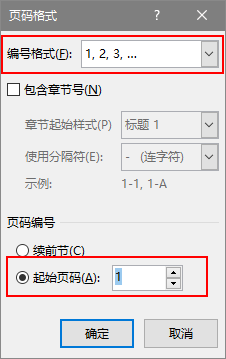 页码格式
?
编号格式(F): 1, 2, 3, ...
包含章节号(N)
章节起始样式(P) 标题 1
使用分隔符(E): - (连字符)
示例: 1-1, 1-A
页码编号
续前节(C)
起始页码(A): 1
确定 取消